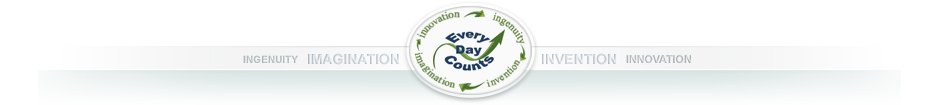 innovation
ingenuity
Every
Day
Counts
INGENUITY IMAGINATION
INVENTION INNOVATION
imagination
invention